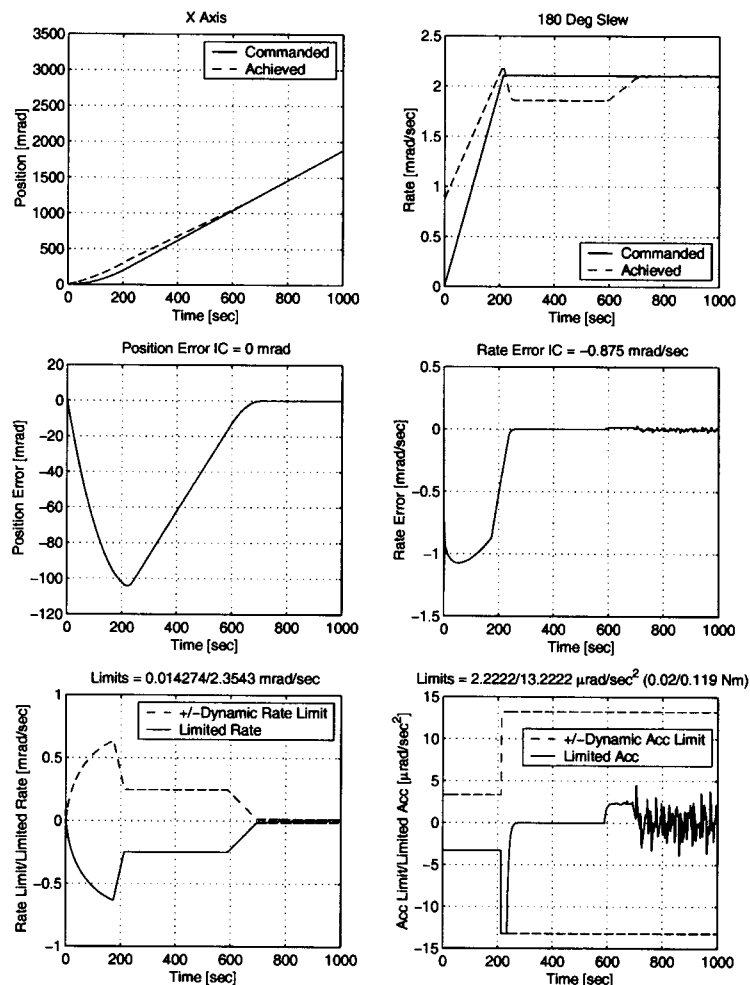 X Axis
3500
3000
2500
2000
1500
1000
500
0
Position [mrad]
Commanded
Achieved
0 200 400 600 800 1000
Time [sec]
180 Deg Slew
2.5
2
1.5
1
0.5
0
Rate [mrad/sec]
Commanded
Achieved
0 200 400 600 800 1000
Time [sec]
Position Error IC = 0 mrad
20
0
−20
−40
−60
−80
−100
−120
Position Error [mrad]
0 200 400 600 800 1000
Time [sec]
Rate Error IC = −0.875 mrad/sec
0.5
0
−0.5
−1
−1.5
Rate Error [mrad/sec]
0 200 400 600 800 1000
Time [sec]
Limits = 0.014274/2.3543 mrad/sec
1
0.5
0
−0.5
−1
Rate Limit/Limited Rate [mrad/sec]
+/−Dynamic Rate Limit
Limited Rate
0 200 400 600 800 1000
Time [sec]
Limits = 2.2222/13.2222 μrad/sec² (0.02/0.119 Nm)
15
10
5
0
−5
−10
−15
Acc Limit/Limited Acc [μrad/sec²]
+/−Dynamic Acc Limit
Limited Acc
0 200 400 600 800 1000
Time [sec]